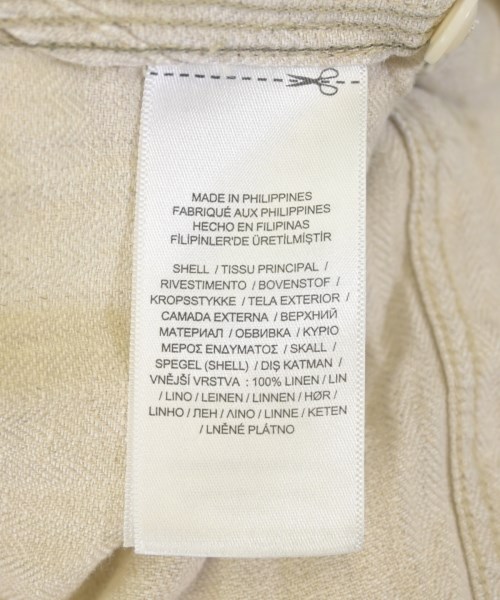 MADE IN PHILIPPINES
FABRIQUÉ AUX PHILIPPINES
HECHO EN FILIPINAS
FİLİPİNLER'DE ÜRETİLMİŞTİR
SHELL / TISSU PRINCIPAL /
RIVESTIMENTO / BOVENSTOF /
KROPSSTYKKE / TELA EXTERIOR /
CAMADA EXTERNA / ВЕРХНИЙ
МАТЕРИАЛ / ОБВИВКА / ΚΥΡΙΟ
ΜΕΡΟΣ ΕΝΔΥΜΑΤΟΣ / SKALL /
SPEGEL (SHELL) / DIŞ KATMAN /
VNĚJŠÍ VRSTVA : 100% LINEN / LIN
/ LINO / LEINEN / LINNEN / HØR /
LINHO / ЛЕН / ΛΙΝΟ / LINNE / KETEN
/ LNĚNÉ PLÁTNO